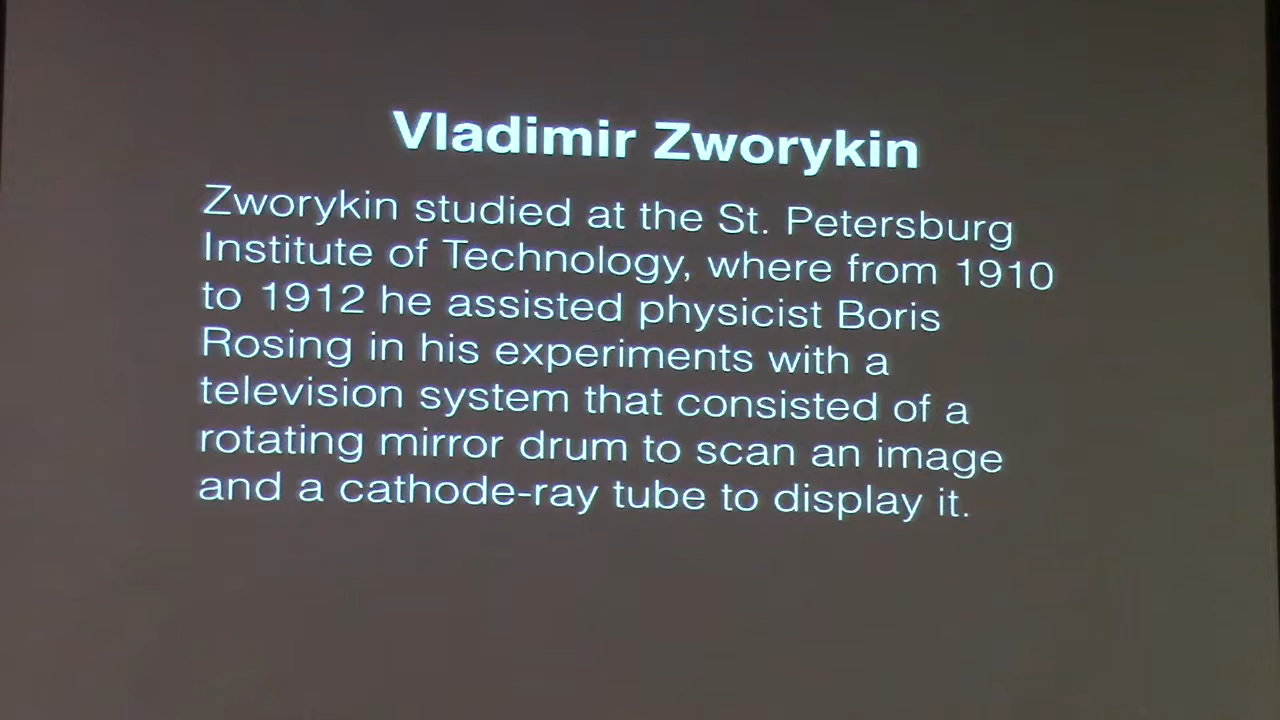 Vladimir Zworykin
Zworykin studied at the St. Petersburg
Institute of Technology, where from 1910
to 1912 he assisted physicist Boris
Rosing in his experiments with a
television system that consisted of a
rotating mirror drum to scan an image
and a cathode-ray tube to display it.